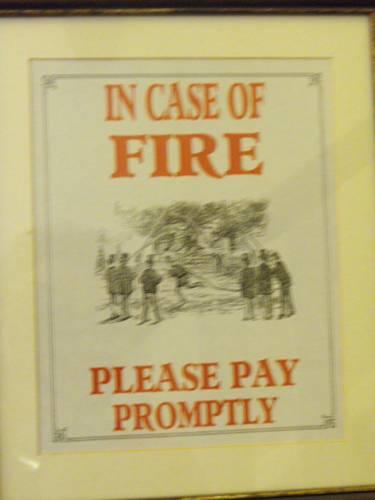 IN CASE OF
FIRE
PLEASE PAY
PROMPTLY